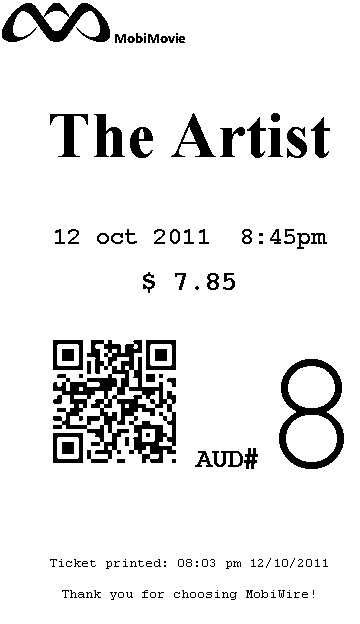 MobiMovie
The Artist
12 oct 2011 8:45pm
$ 7.85
AUD# 8
Ticket printed: 08:03 pm 12/10/2011
Thank you for choosing MobiWire!